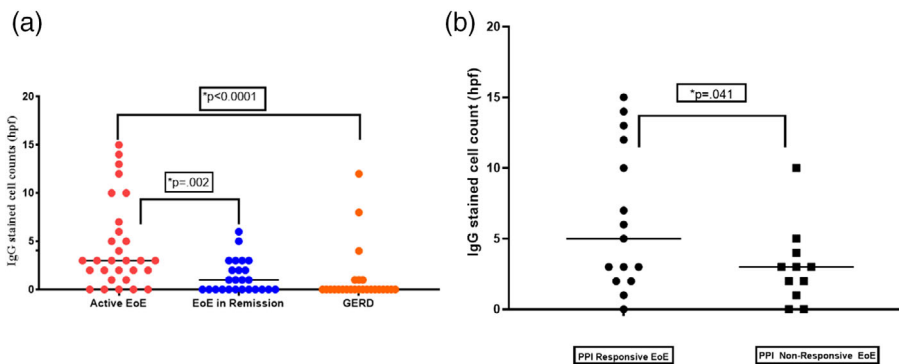 (a)
IgG stained cell counts (hpf)
20
15
10
5
0
*p<0.0001
*p=.002
Active EoE
EoE in Remission
GERD
(b)
IgG stained cell count (hpf)
20
15
10
5
0
*p=.041
PPI Responsive EoE
PPI Non-Responsive EoE